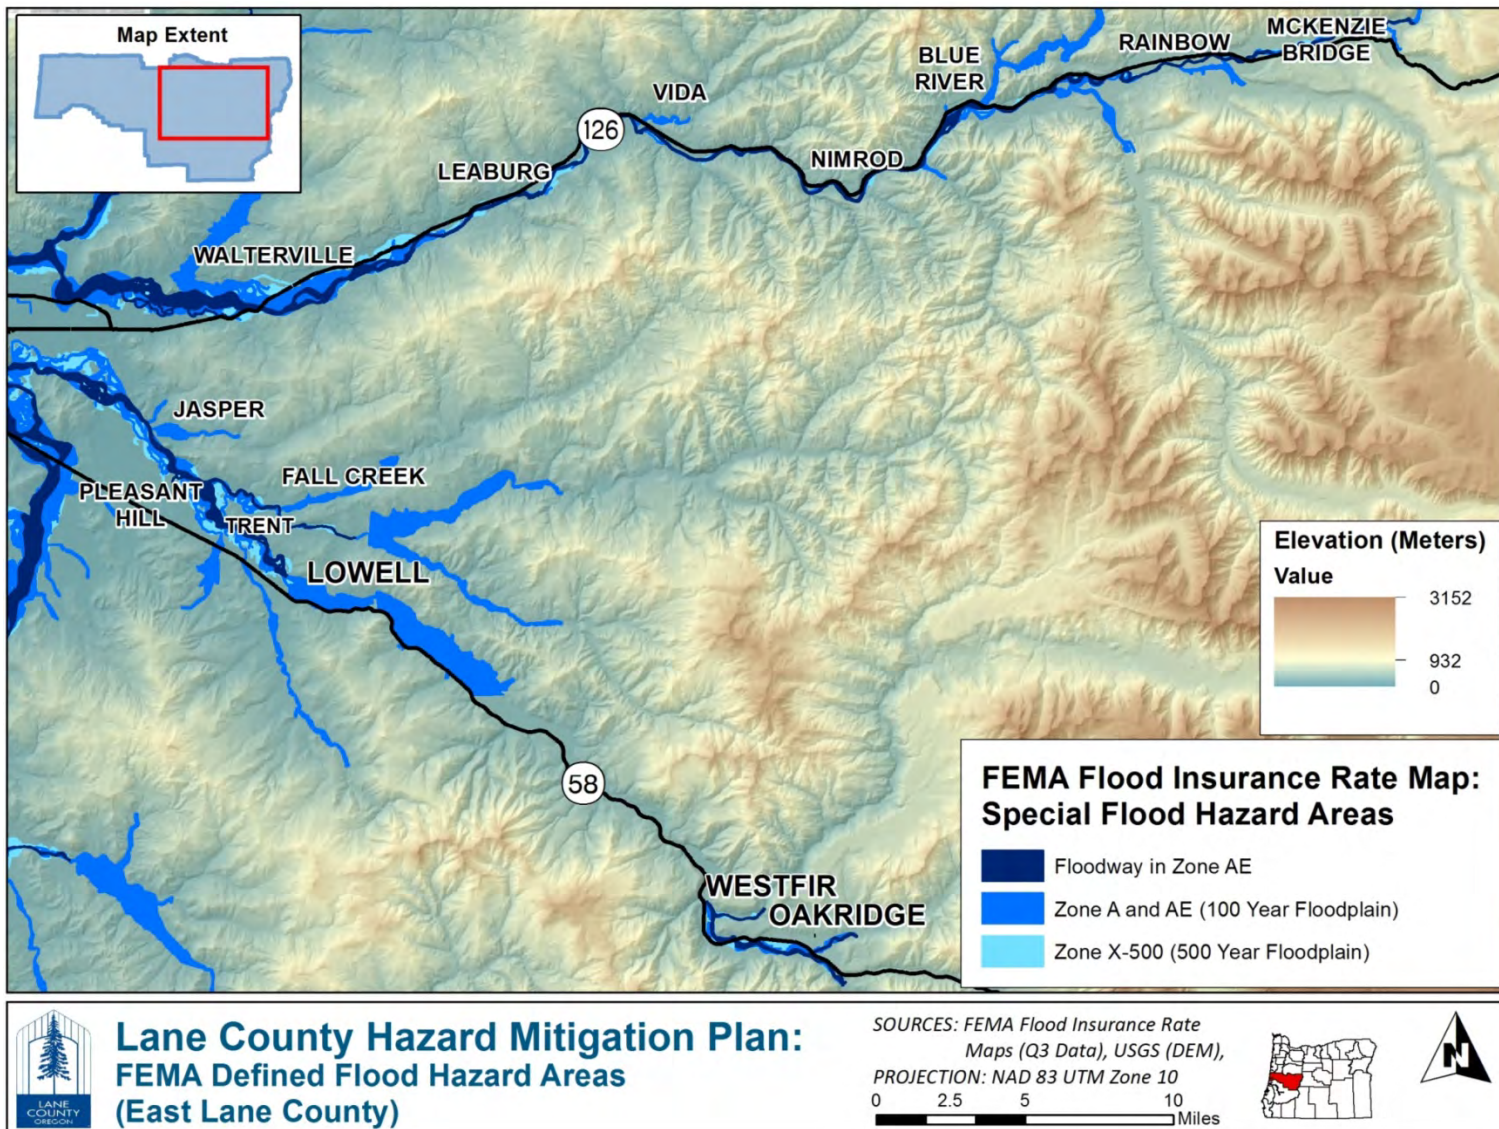 Map Extent
MCKENZIE
BRIDGE
RAINBOW
BLUE
RIVER
VIDA
126
NIMROD
LEABURG
WALTERVILLE
JASPER
FALL CREEK
PLEASANT
HILL
TRENT
LOWELL
58
WESTFIR
OAKRIDGE
Elevation (Meters)
Value
3152
932
0
FEMA Flood Insurance Rate Map:
Special Flood Hazard Areas
Floodway in Zone AE
Zone A and AE (100 Year Floodplain)
Zone X-500 (500 Year Floodplain)
LANE
COUNTY
OREGON
Lane County Hazard Mitigation Plan:
FEMA Defined Flood Hazard Areas
(East Lane County)
SOURCES: FEMA Flood Insurance Rate
Maps (Q3 Data), USGS (DEM),
PROJECTION: NAD 83 UTM Zone 10
0 2.5 5 10
Miles
N